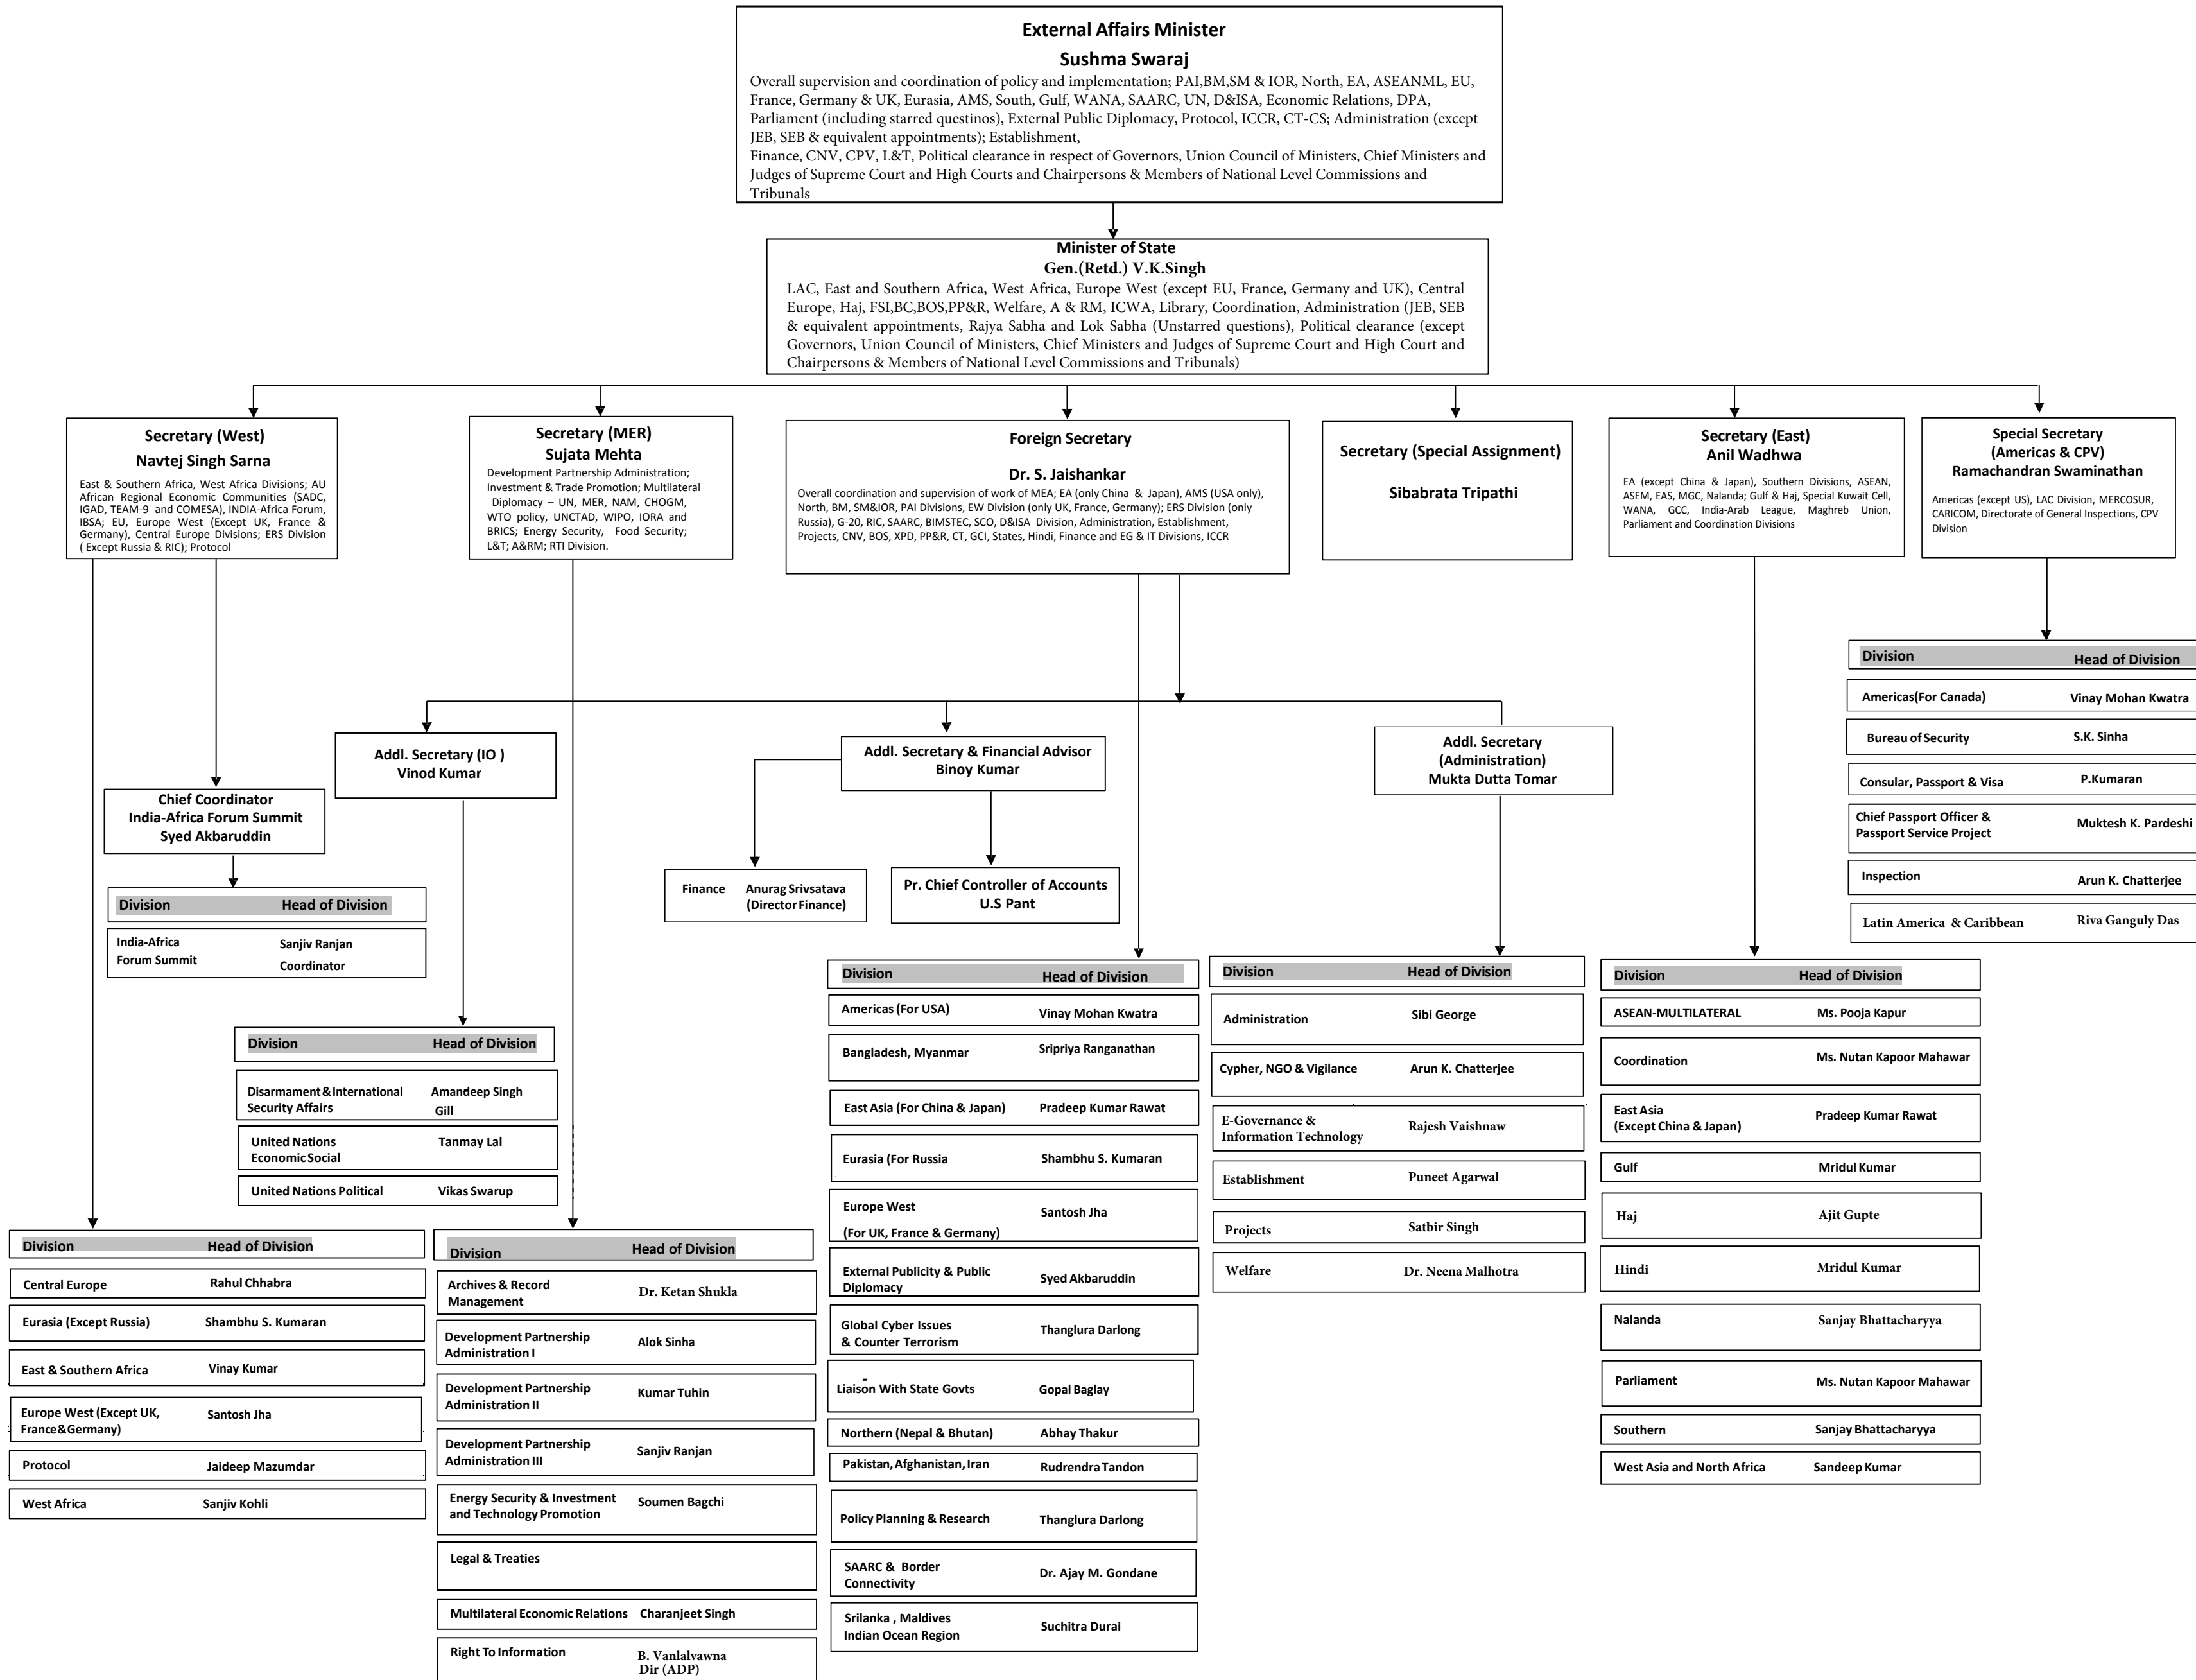 External Affairs Minister
Sushma Swaraj
Overall supervision and coordination of policy and implementation; PAI,BM,SM & IOR, North, EA, ASEANML, EU,
France, Germany & UK, Eurasia, AMS, South, Gulf, WANA, SAARC, UN, D&ISA, Economic Relations, DPA,
Parliament (including starred questinos), External Public Diplomacy, Protocol, ICCR, CT-CS; Administration (except
JEB, SEB & equivalent appointments); Establishment,
Finance, CNV, CPV, L&T, Political clearance in respect of Governors, Union Council of Ministers, Chief Ministers and
Judges of Supreme Court and High Courts and Chairpersons & Members of National Level Commissions and
Tribunals
Minister of State
Gen.(Retd.) V.K.Singh
LAC, East and Southern Africa, West Africa, Europe West (except EU, France, Germany and UK), Central
Europe, Haj, FSI,BC,BOS,PP&R, Welfare, A & RM, ICWA, Library, Coordination, Administration (JEB, SEB
& equivalent appointments, Rajya Sabha and Lok Sabha (Unstarred questions), Political clearance (except
Governors, Union Council of Ministers, Chief Ministers and Judges of Supreme Court and High Court and
Chairpersons & Members of National Level Commissions and Tribunals)
Secretary (West)
Navtej Singh Sarna
East & Southern Africa, West Africa Divisions; AU
African Regional Economic Communities (SADC,
IGAD, TEAM-9 and COMESA), INDIA-Africa Forum,
IBSA; EU, Europe West (Except UK, France &
Germany), Central Europe Divisions; ERS Division
( Except Russia & RIC); Protocol
Secretary (MER)
Sujata Mehta
Development Partnership Administration;
Investment & Trade Promotion; Multilateral
Diplomacy – UN, MER, NAM, CHOGM,
WTO policy, UNCTAD, WIPO, IORA and
BRICS; Energy Security, Food Security;
L&T; A&RM; RTI Division.
Foreign Secretary
Dr. S. Jaishankar
Overall coordination and supervision of work of MEA; EA (only China & Japan), AMS (USA only),
North, BM, SM&IOR, PAI Divisions, EW Division (only UK, France, Germany); ERS Division (only
Russia), G-20, RIC, SAARC, BIMSTEC, SCO, D&ISA Division, Administration, Establishment,
Projects, CNV, BOS, XPD, PP&R, CT, GCI, States, Hindi, Finance and EG & IT Divisions, ICCR
Secretary (Special Assignment)
Sibabrata Tripathi
Secretary (East)
Anil Wadhwa
EA (except China & Japan), Southern Divisions, ASEAN,
ASEM, EAS, MGC, Nalanda; Gulf & Haj, Special Kuwait Cell,
WANA, GCC, India-Arab League, Maghreb Union,
Parliament and Coordination Divisions
Special Secretary
(Americas & CPV)
Ramachandran Swaminathan
Americas (except US), LAC Division, MERCOSUR,
CARICOM, Directorate of General Inspections, CPV
Division
Division Head of Division
Americas(For Canada) Vinay Mohan Kwatra
Bureau of Security S.K. Sinha
Consular, Passport & Visa P.Kumaran
Chief Passport Officer &
Passport Service Project Muktesh K. Pardeshi
Inspection Arun K. Chatterjee
Latin America & Caribbean Riva Ganguly Das
Addl. Secretary (IO )
Vinod Kumar
Addl. Secretary & Financial Advisor
Binoy Kumar
Addl. Secretary
(Administration)
Mukta Dutta Tomar
Chief Coordinator
India-Africa Forum Summit
Syed Akbaruddin
Finance Anurag Srivsatava
(Director Finance)
Pr. Chief Controller of Accounts
U.S Pant
Division Head of Division
India-Africa Sanjiv Ranjan
Forum Summit Coordinator
Division Head of Division
Disarmament & International Amandeep Singh
Security Affairs Gill
United Nations Tanmay Lal
Economic Social
United Nations Political Vikas Swarup
Division Head of Division
Central Europe Rahul Chhabra
Eurasia (Except Russia) Shambhu S. Kumaran
East & Southern Africa Vinay Kumar
Europe West (Except UK, Santosh Jha
France&Germany)
Protocol Jaideep Mazumdar
West Africa Sanjiv Kohli
Division Head of Division
Archives & Record
Management Dr. Ketan Shukla
Development Partnership
Administration I Alok Sinha
Development Partnership
Administration II Kumar Tuhin
Development Partnership
Administration III Sanjiv Ranjan
Energy Security & Investment Soumen Bagchi
and Technology Promotion
Legal & Treaties
Multilateral Economic Relations Charanjeet Singh
Right To Information B. Vanlalvawna
Dir (ADP)
Division Head of Division
Americas (For USA) Vinay Mohan Kwatra
Bangladesh, Myanmar Sripriya Ranganathan
East Asia (For China & Japan) Pradeep Kumar Rawat
Eurasia (For Russia Shambhu S. Kumaran
Europe West Santosh Jha
(For UK, France & Germany)
External Publicity & Public
Diplomacy Syed Akbaruddin
Global Cyber Issues
& Counter Terrorism Thanglura Darlong
Liaison With State Govts Gopal Baglay
Northern (Nepal & Bhutan) Abhay Thakur
Pakistan, Afghanistan, Iran Rudrendra Tandon
Policy Planning & Research Thanglura Darlong
SAARC & Border
Connectivity Dr. Ajay M. Gondane
Srilanka , Maldives
Indian Ocean Region Suchitra Durai
Division Head of Division
Administration Sibi George
Cypher, NGO & Vigilance Arun K. Chatterjee
E-Governance &
Information Technology Rajesh Vaishnaw
Establishment Puneet Agarwal
Projects Satbir Singh
Welfare Dr. Neena Malhotra
Division Head of Division
ASEAN-MULTILATERAL Ms. Pooja Kapur
Coordination Ms. Nutan Kapoor Mahawar
East Asia
(Except China & Japan) Pradeep Kumar Rawat
Gulf Mridul Kumar
Haj Ajit Gupte
Hindi Mridul Kumar
Nalanda Sanjay Bhattacharyya
Parliament Ms. Nutan Kapoor Mahawar
Southern Sanjay Bhattacharyya
West Asia and North Africa Sandeep Kumar